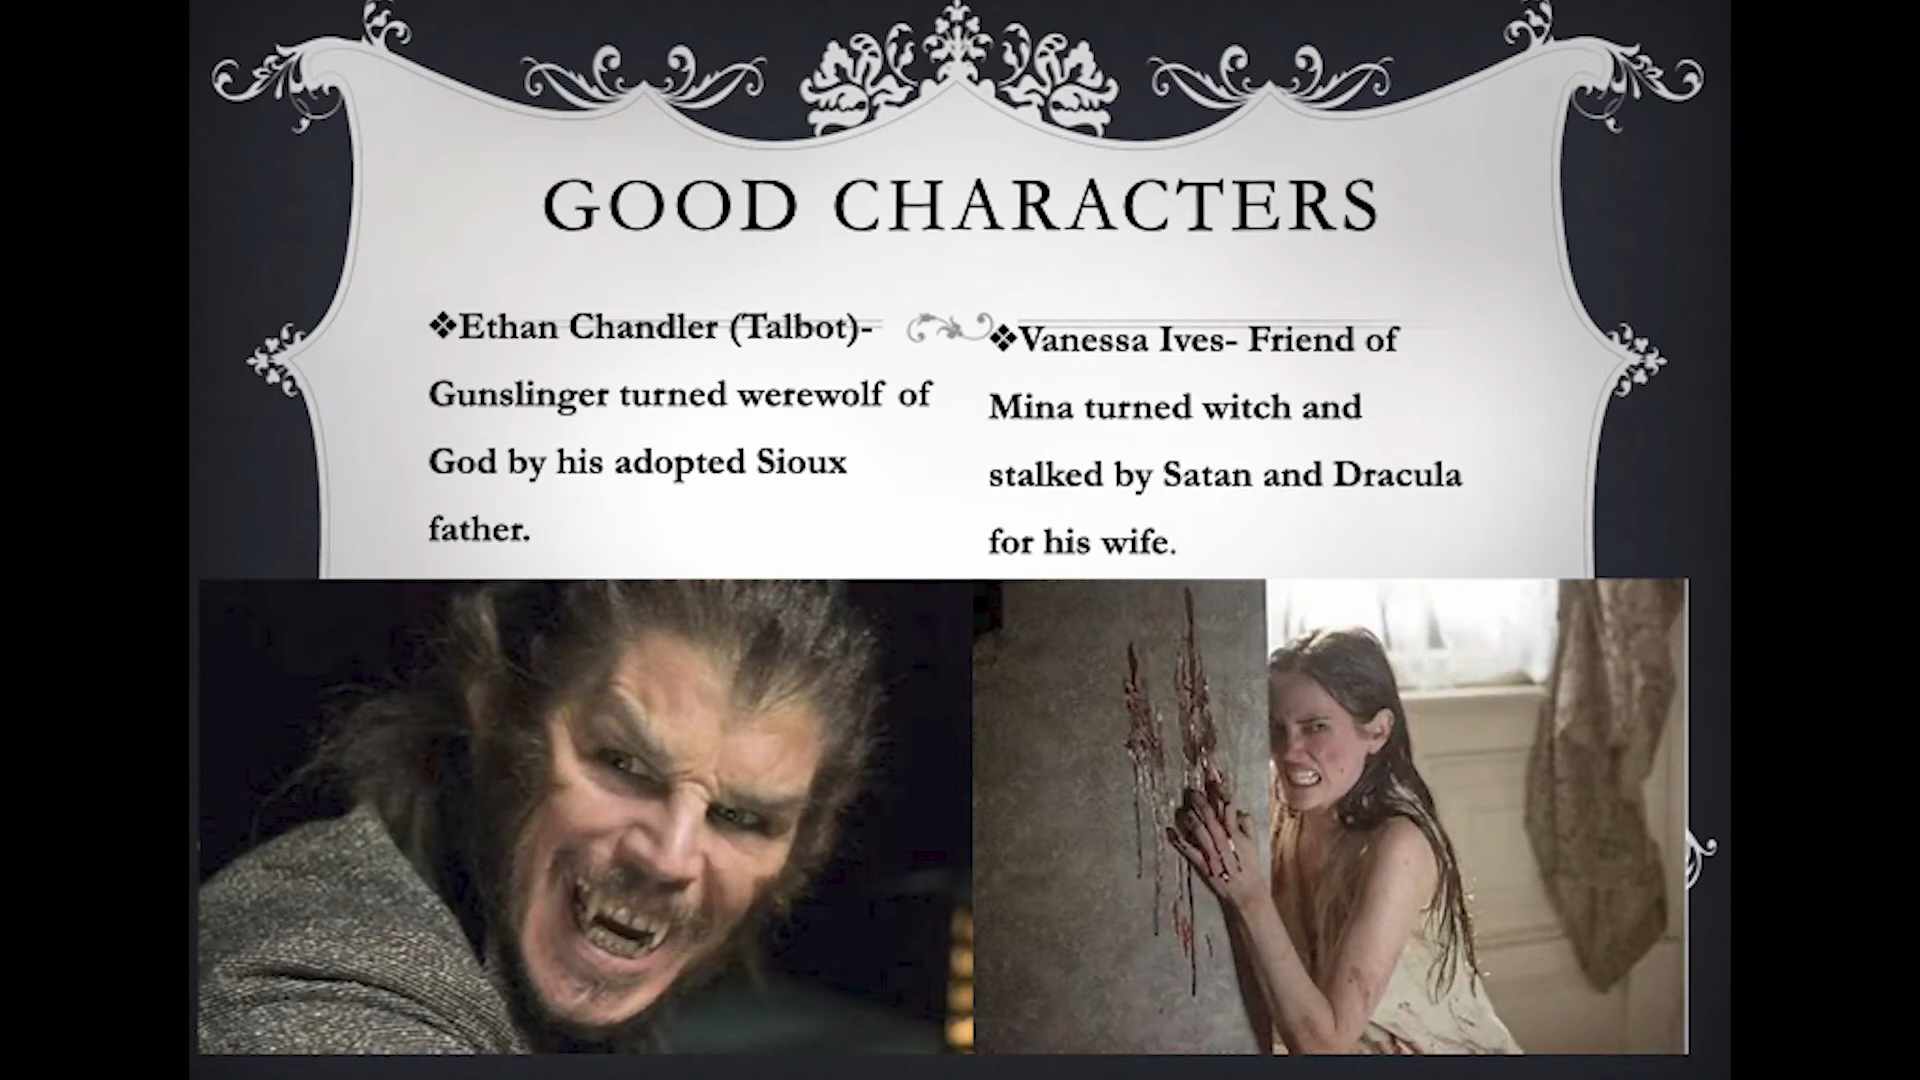 GOOD CHARACTERS
❖Ethan Chandler (Talbot)-
Gunslinger turned werewolf of
God by his adopted Sioux
father.
❖Vanessa Ives- Friend of
Mina turned witch and
stalked by Satan and Dracula
for his wife.